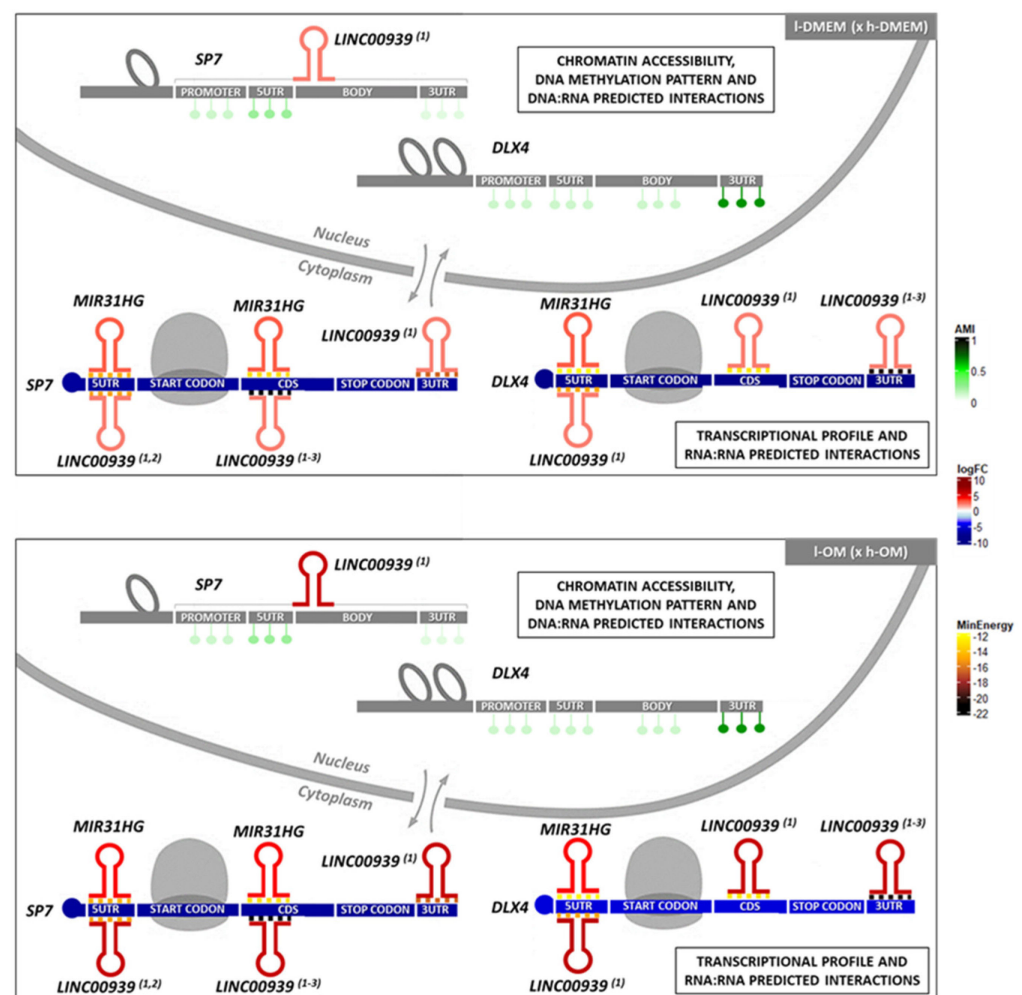 l-DMEM (x h-DMEM)
LINC00939 (1)
SP7
CHROMATIN ACCESSIBILITY,
DNA METHYLATION PATTERN AND
DNA:RNA PREDICTED INTERACTIONS
PROMOTER 5UTR BODY 3UTR
DLX4
PROMOTER 5UTR BODY 3UTR
Nucleus
Cytoplasm
MIR31HG MIR31HG LINC00939 (1)
MIR31HG LINC00939 (1) LINC00939 (1-3)
SP7 5UTR START CODON CDS STOP CODON 3UTR
DLX4 5UTR START CODON CDS STOP CODON 3UTR
LINC00939 (1,2) LINC00939 (1-3)
LINC00939 (1)
TRANSCRIPTIONAL PROFILE AND
RNA:RNA PREDICTED INTERACTIONS
AMI
1
0.5
0
logFC
10
5
0
-5
-10
MinEnergy
-12
-14
-16
-18
-20
-22
l-OM (x h-OM)
LINC00939 (1)
SP7
CHROMATIN ACCESSIBILITY,
DNA METHYLATION PATTERN AND
DNA:RNA PREDICTED INTERACTIONS
PROMOTER 5UTR BODY 3UTR
DLX4
PROMOTER 5UTR BODY 3UTR
Nucleus
Cytoplasm
MIR31HG MIR31HG LINC00939 (1)
MIR31HG LINC00939 (1) LINC00939 (1-3)
SP7 5UTR START CODON CDS STOP CODON 3UTR
DLX4 5UTR START CODON CDS STOP CODON 3UTR
LINC00939 (1,2) LINC00939 (1-3)
LINC00939 (1)
TRANSCRIPTIONAL PROFILE AND
RNA:RNA PREDICTED INTERACTIONS